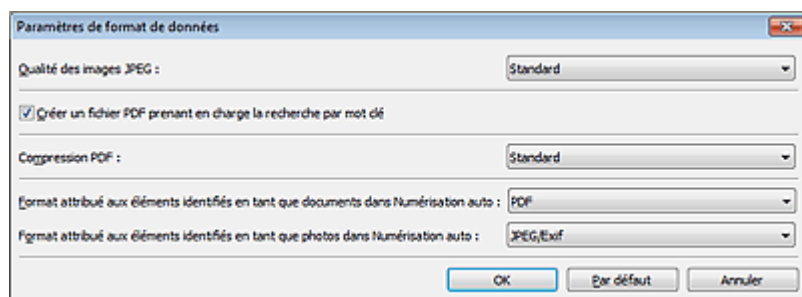 Paramètres de format de données
Qualité des images JPEG : Standard
Créer un fichier PDF prenant en charge la recherche par mot clé
Compression PDF : Standard
Format attribué aux éléments identifiés en tant que documents dans Numérisation auto : PDF
Format attribué aux éléments identifiés en tant que photos dans Numérisation auto : JPEG/Exif
OK Par défaut Annuler